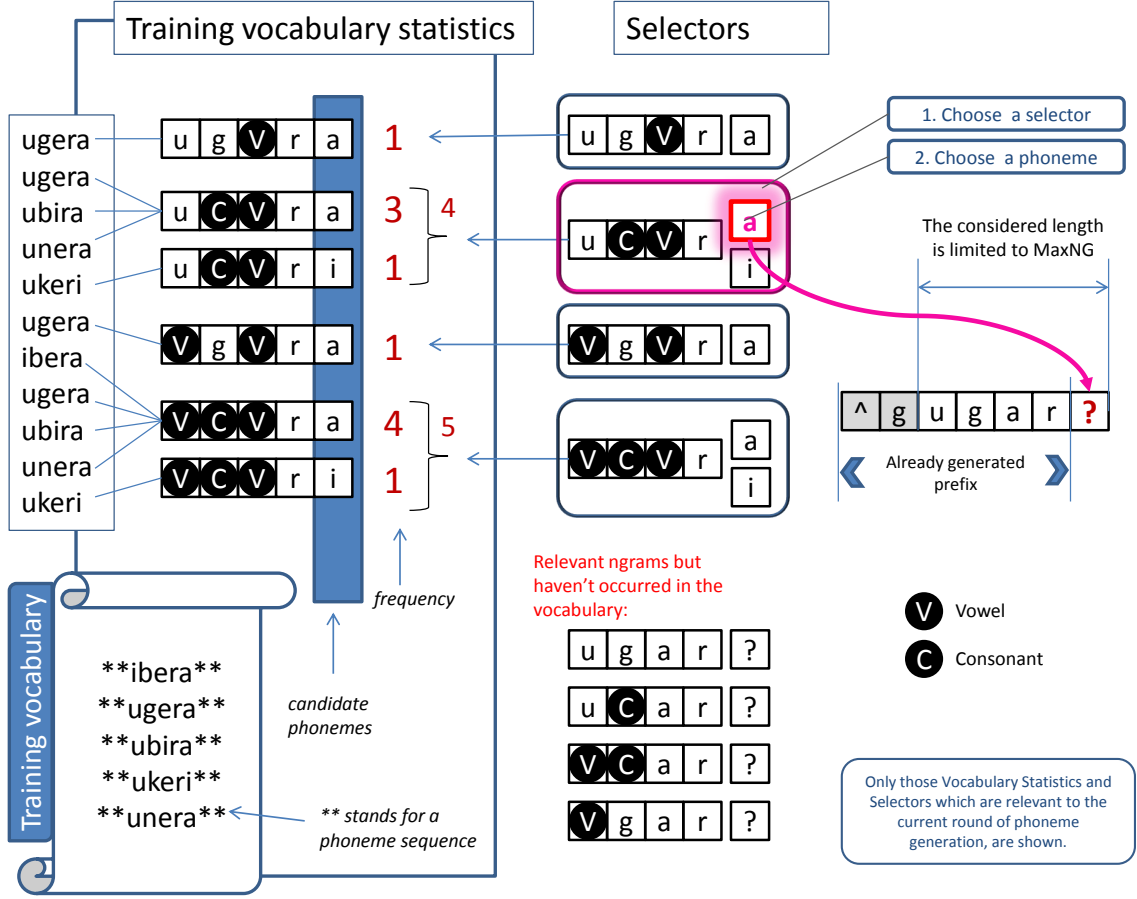 Training vocabulary statistics
Selectors
ugera
ugera
ubira
unera
ukeri
ugera
ibera
ugera
ubira
unera
ukeri
u g V r a 1
u C V r a 3
u C V r i 1
4
V g V r a 1
V C V r a 4
V C V r i 1
5
u g V r a
u C V r a
i
V g V r a
V C V r a
i
1. Choose a selector
2. Choose a phoneme
The considered length
is limited to MaxNG
^ g u g a r ?
Already generated
prefix
frequency
candidate
phonemes
Training vocabulary
**ibera**
**ugera**
**ubira**
**ukeri**
**unera**
** stands for a
phoneme sequence
Relevant ngrams but
haven't occurred in the
vocabulary:
u g a r ?
u C a r ?
V C a r ?
V g a r ?
V Vowel
C Consonant
Only those Vocabulary Statistics and
Selectors which are relevant to the
current round of phoneme
generation, are shown.